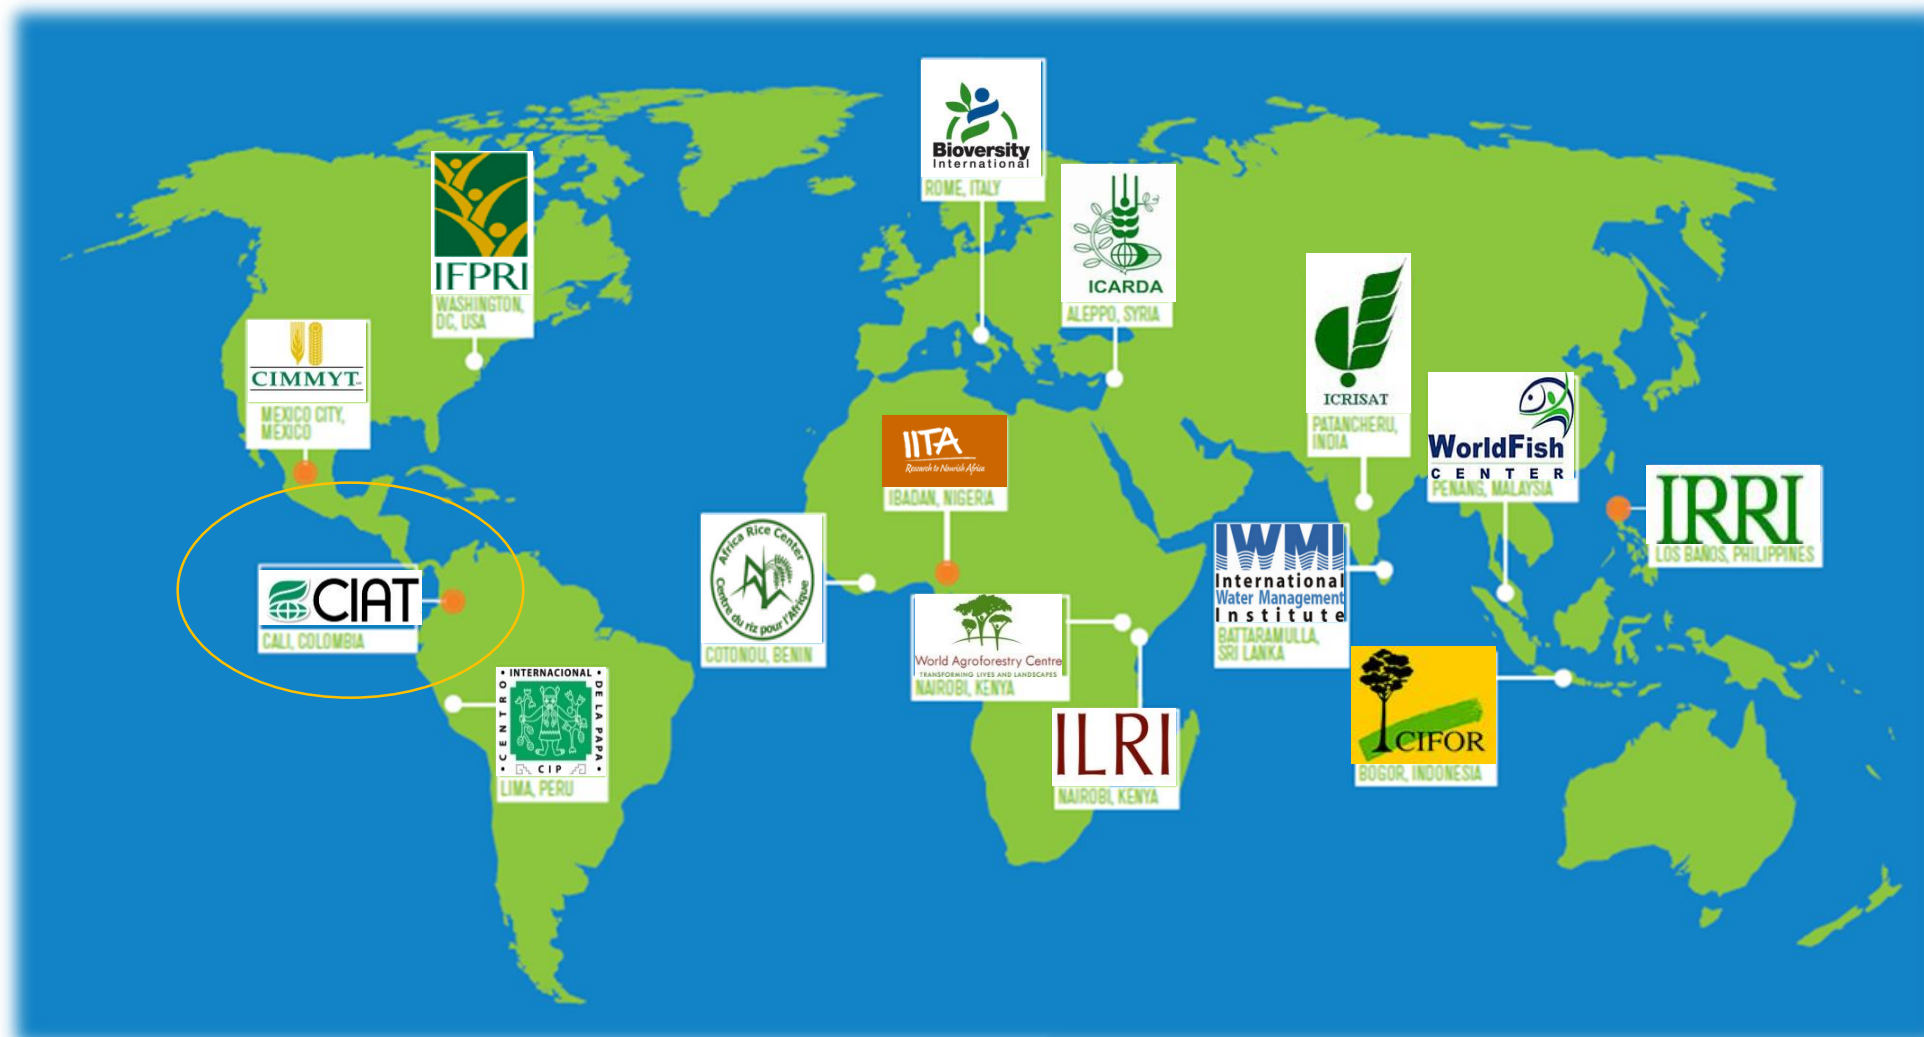 Bioversity
International
ROME, ITALY
IFPRI
WASHINGTON,
DC, USA
ICARDA
ALEPPO, SYRIA
CIMMYT
MEXICO CITY,
MEXICO
ICRISAT
PATANCHERU,
INDIA
WorldFish
CENTER
PENANG, MALAYSIA
IITA
Research to Nourish Africa
IBADAN, NIGERIA
IRRI
LOS BAÑOS, PHILIPPINES
Africa Rice Center
Centre du riz pour l'Afrique
COTONOU, BENIN
IWMI
International
Water Management
Institute
BATTARAMULLA,
SRI LANKA
CIAT
CALI, COLOMBIA
World Agroforestry Centre
TRANSFORMING LIVES AND LANDSCAPES
NAIROBI, KENYA
• CENTRO • INTERNACIONAL • DE LA PAPA •
CIP
LIMA, PERU
ILRI
NAIROBI, KENYA
CIFOR
BOGOR, INDONESIA